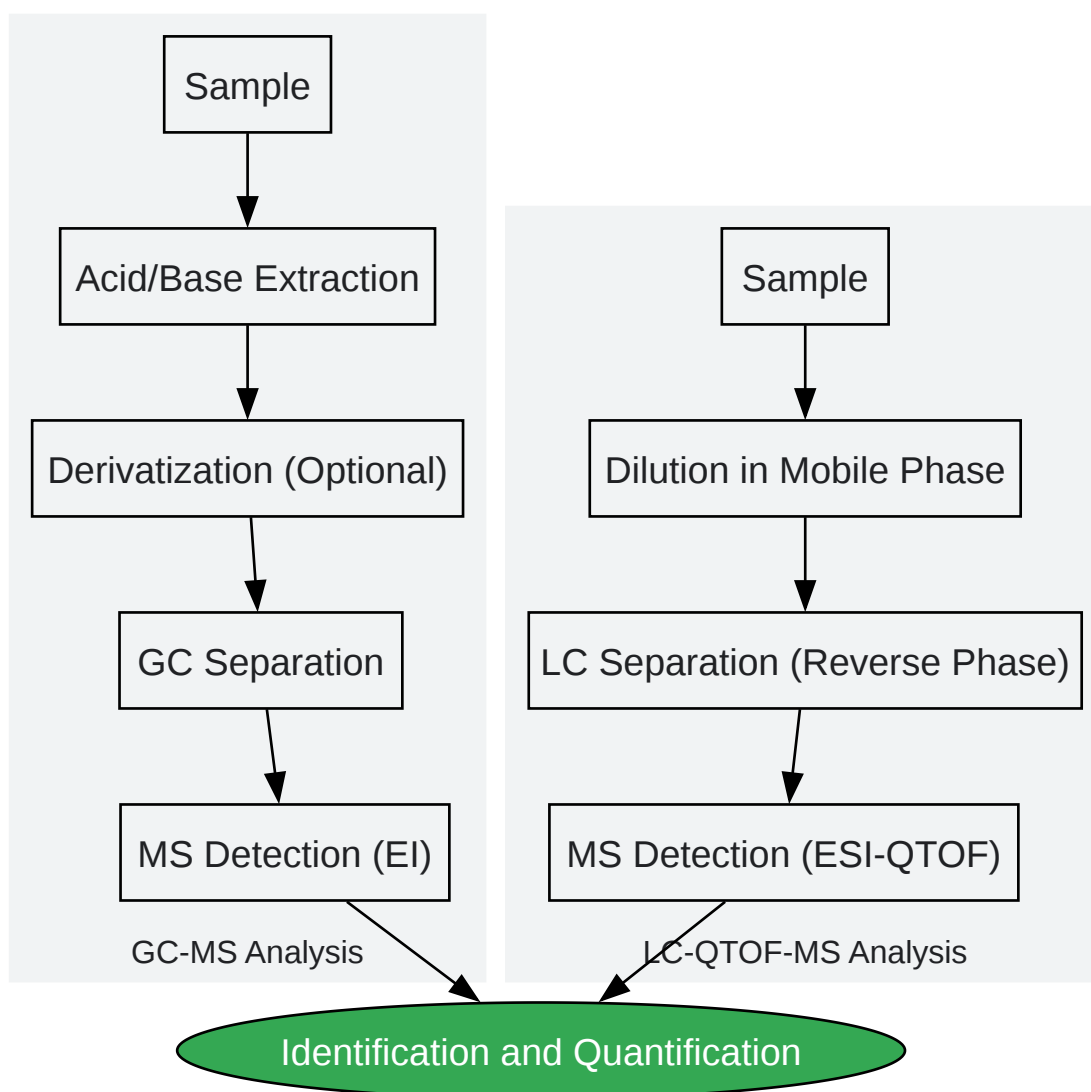 Sample
Acid/Base Extraction
Derivatization (Optional)
GC Separation
MS Detection (EI)
GC-MS Analysis
Sample
Dilution in Mobile Phase
LC Separation (Reverse Phase)
MS Detection (ESI-QTOF)
LC-QTOF-MS Analysis
Identification and Quantification